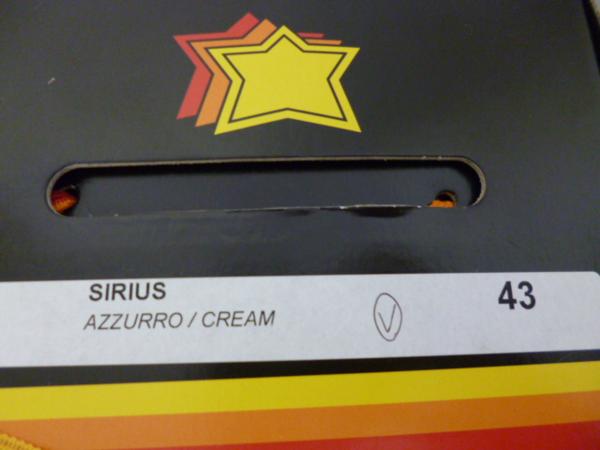 SIRIUS
AZZURRO / CREAM
V
43